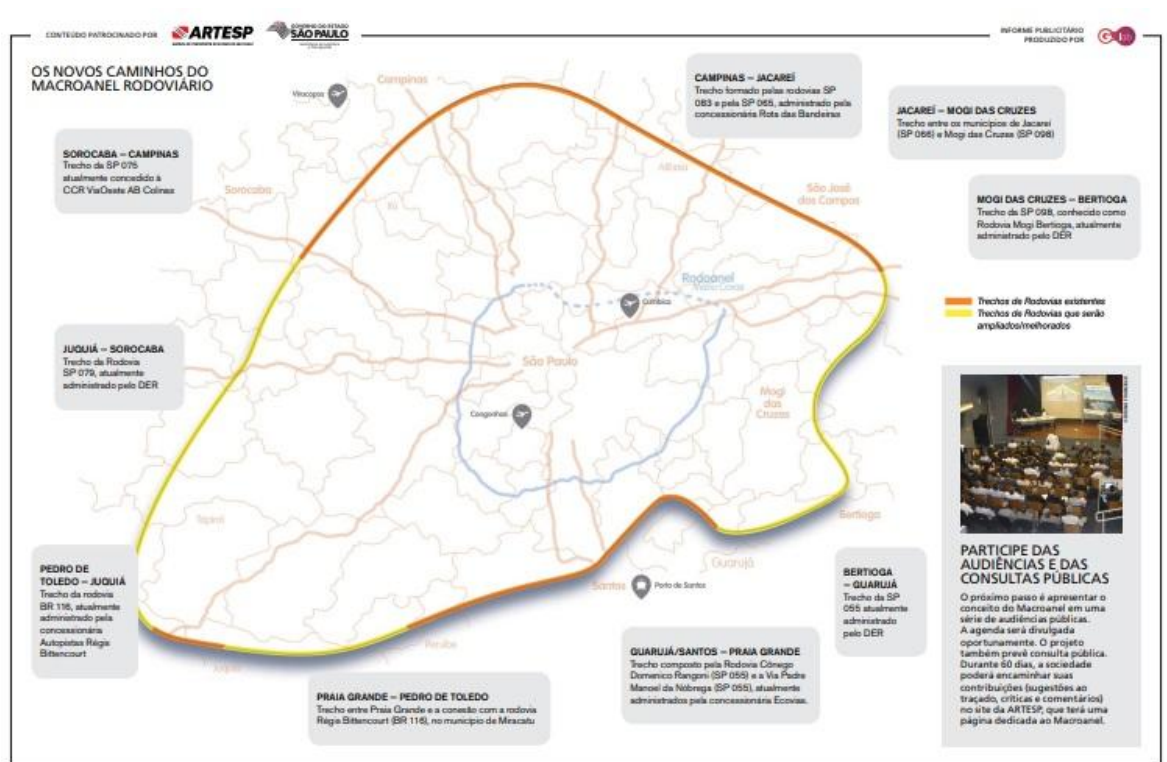 CONTEÚDO PATROCINADO POR
ARTESP
GOVERNO DO ESTADO
SÃO PAULO
INFORME PUBLICITÁRIO
PRODUZIDO POR
OS NOVOS CAMINHOS DO
MACROANEL RODOVIÁRIO
SOROCABA – CAMPINAS
Trecho da SP 075
atualmente concedido à
CCR ViaOeste AB Colinas
JUQUIÁ – SOROCABA
Trecho da Rodovia
SP 079, atualmente
administrado pelo DER
PEDRO DE
TOLEDO – JUQUIÁ
Trecho da rodovia
BR 116, atualmente
administrado pela
concessionária
Autopistas Régis
Bittencourt
PRAIA GRANDE – PEDRO DE TOLEDO
Trecho entre Praia Grande e a conexão com a rodovia
Régis Bittencourt (BR 116), no município de Miracatu
GUARUJÁ/SANTOS – PRAIA GRANDE
Trecho composto pela Rodovia Cônego
Domenico Rangoni (SP 055) e a Via Padre
Manoel da Nóbrega (SP 055), atualmente
administrados pela concessionária Ecovias.
BERTIOGA
– GUARUJÁ
Trecho da SP
055 atualmente
administrado
pelo DER
CAMPINAS – JACAREÍ
Trecho formado pelas rodovias SP
083 e pela SP 065, administrado pela
concessionária Rota das Bandeiras
JACAREÍ – MOGI DAS CRUZES
Trecho entre os municípios de Jacareí
(SP 066) e Mogi das Cruzes (SP 098)
MOGI DAS CRUZES – BERTIOGA
Trecho da SP 098, conhecido como
Rodovia Mogi Bertioga, atualmente
administrado pelo DER
Trechos de Rodovias existentes
Trechos de Rodovias que serão
ampliados/melhorados
Campinas
Viracopos
Sorocaba
Itú
Atibaia
São José
dos Campos
Rodoanel
Mário Covas
Cumbica
São Paulo
Congonhas
Mogi
das
Cruzes
Bertioga
Guarujá
Santos
Porto de Santos
Peruíbe
Juquiá
Tapiraí
PARTICIPE DAS
AUDIÊNCIAS E DAS
CONSULTAS PÚBLICAS
O próximo passo é apresentar o
conceito do Macroanel em uma
série de audiências públicas.
A agenda será divulgada
oportunamente. O projeto
também prevê consulta pública.
Durante 60 dias, a sociedade
poderá encaminhar suas
contribuições (sugestões ao
traçado, críticas e comentários)
no site da ARTESP, que terá uma
página dedicada ao Macroanel.